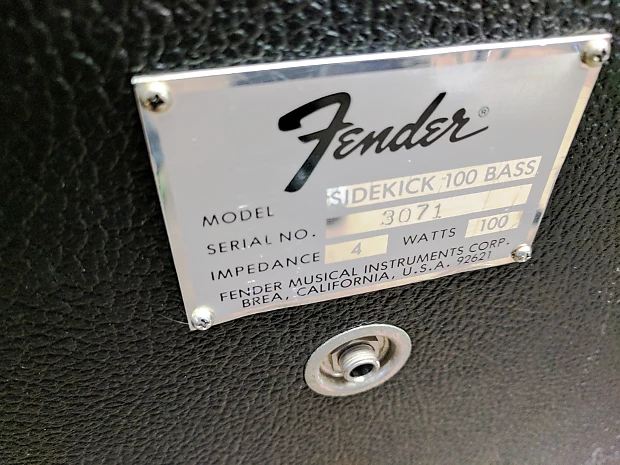 Fender®
MODEL SIDEKICK 100 BASS
SERIAL NO. 3071
IMPEDANCE 4 WATTS 100
FENDER MUSICAL INSTRUMENTS CORP.
BREA, CALIFORNIA, U.S.A. 92621